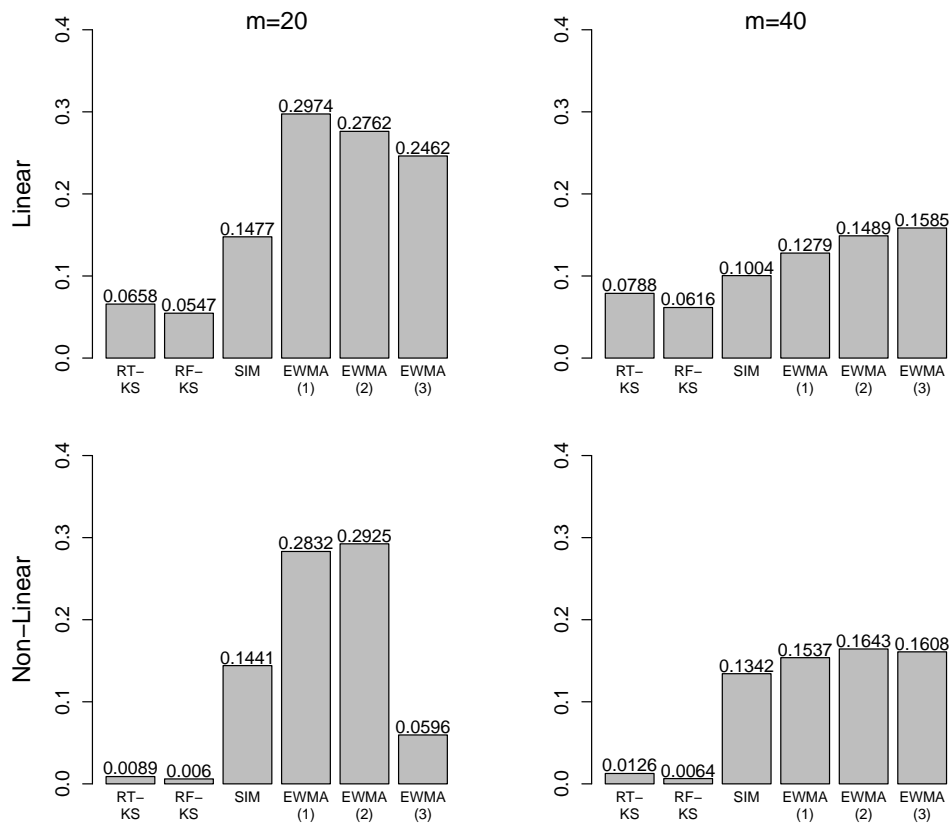 m=20
0.4
0.3
0.2
0.1
0.0
Linear
0.0658
0.0547
0.1477
0.2974
0.2762
0.2462
RT−
KS
RF−
KS
SIM
EWMA
(1)
EWMA
(2)
EWMA
(3)
m=40
0.4
0.3
0.2
0.1
0.0
0.0788
0.0616
0.1004
0.1279
0.1489
0.1585
RT−
KS
RF−
KS
SIM
EWMA
(1)
EWMA
(2)
EWMA
(3)
0.4
0.3
0.2
0.1
0.0
Non−Linear
0.0089
0.006
0.1441
0.2832
0.2925
0.0596
RT−
KS
RF−
KS
SIM
EWMA
(1)
EWMA
(2)
EWMA
(3)
0.4
0.3
0.2
0.1
0.0
0.0126
0.0064
0.1342
0.1537
0.1643
0.1608
RT−
KS
RF−
KS
SIM
EWMA
(1)
EWMA
(2)
EWMA
(3)